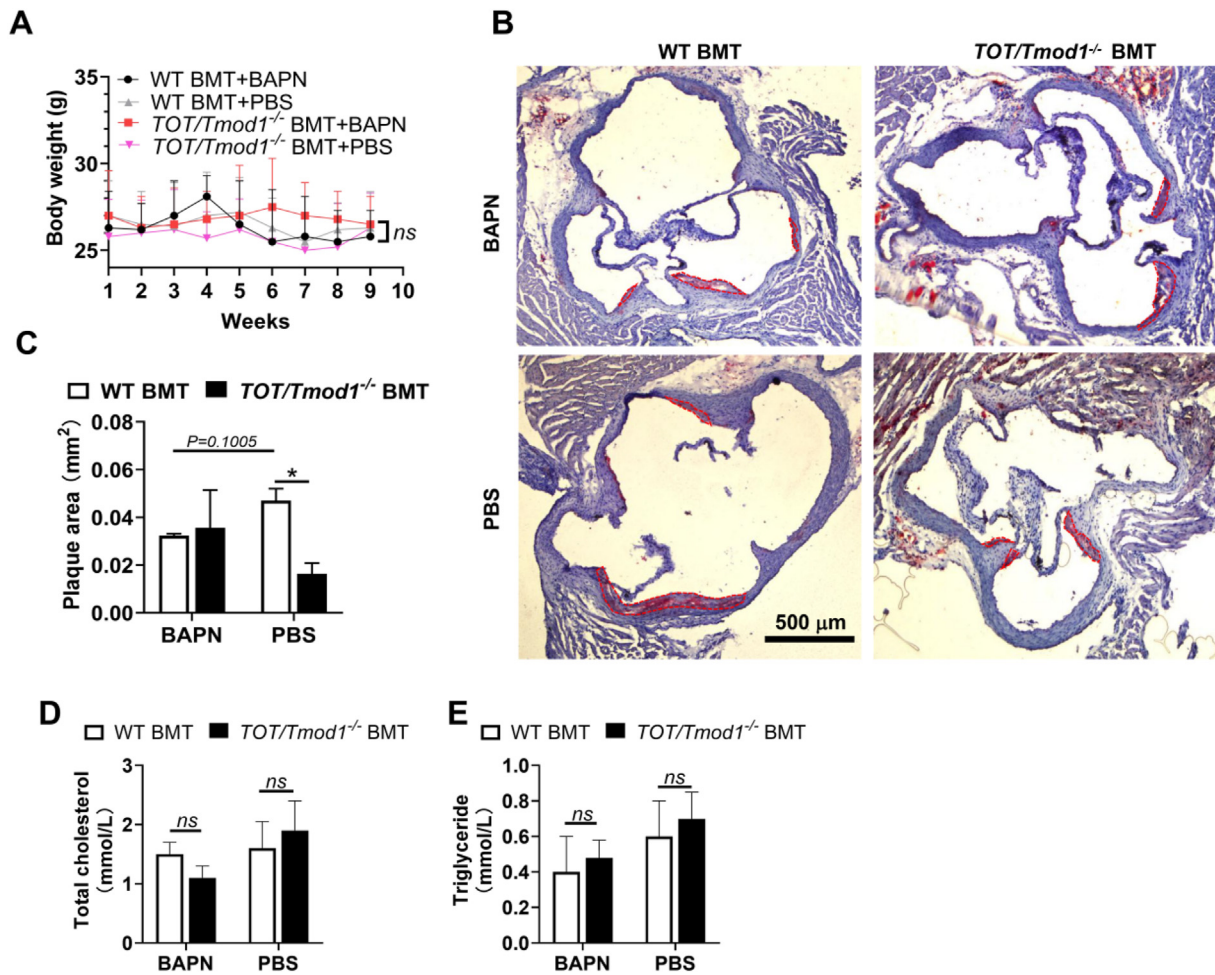 A
35
30
25
Body weight (g)
WT BMT+BAPN
WT BMT+PBS
TOT/Tmod1-/- BMT+BAPN
TOT/Tmod1-/- BMT+PBS
ns
1 2 3 4 5 6 7 8 9 10
Weeks
B
WT BMT
TOT/Tmod1-/- BMT
BAPN
PBS
500 μm
C
WT BMT TOT/Tmod1-/- BMT
Plaque area (mm²)
0.08
0.06
0.04
0.02
0.00
P=0.1005
*
BAPN PBS
D
WT BMT TOT/Tmod1-/- BMT
Total cholesterol
(mmol/L)
3
2
1
0
ns
ns
BAPN PBS
E
WT BMT TOT/Tmod1-/- BMT
Triglyceride
(mmol/L)
1.0
0.8
0.6
0.4
0.2
0.0
ns
ns
BAPN PBS